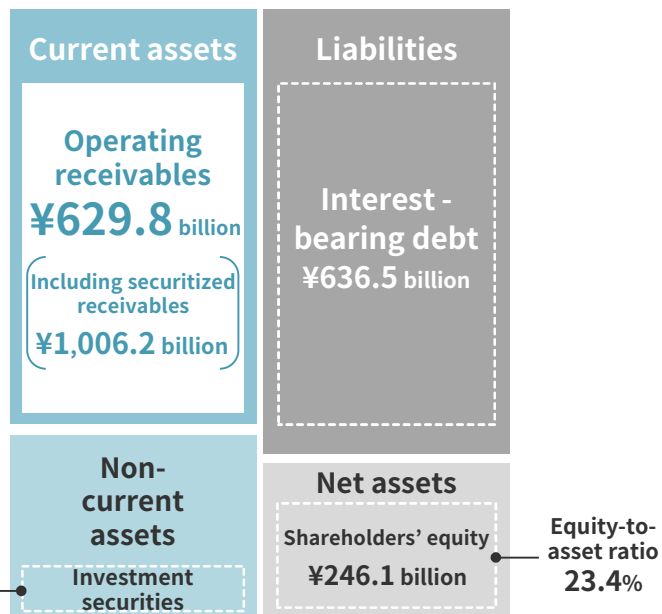 Current assets
Operating
receivables
¥629.8 billion
Including securitized
receivables
¥1,006.2 billion
Non-
current
assets
Investment
securities
Liabilities
Interest -
bearing debt
¥636.5 billion
Net assets
Shareholders’ equity
¥246.1 billion
Equity-to-
asset ratio
23.4%